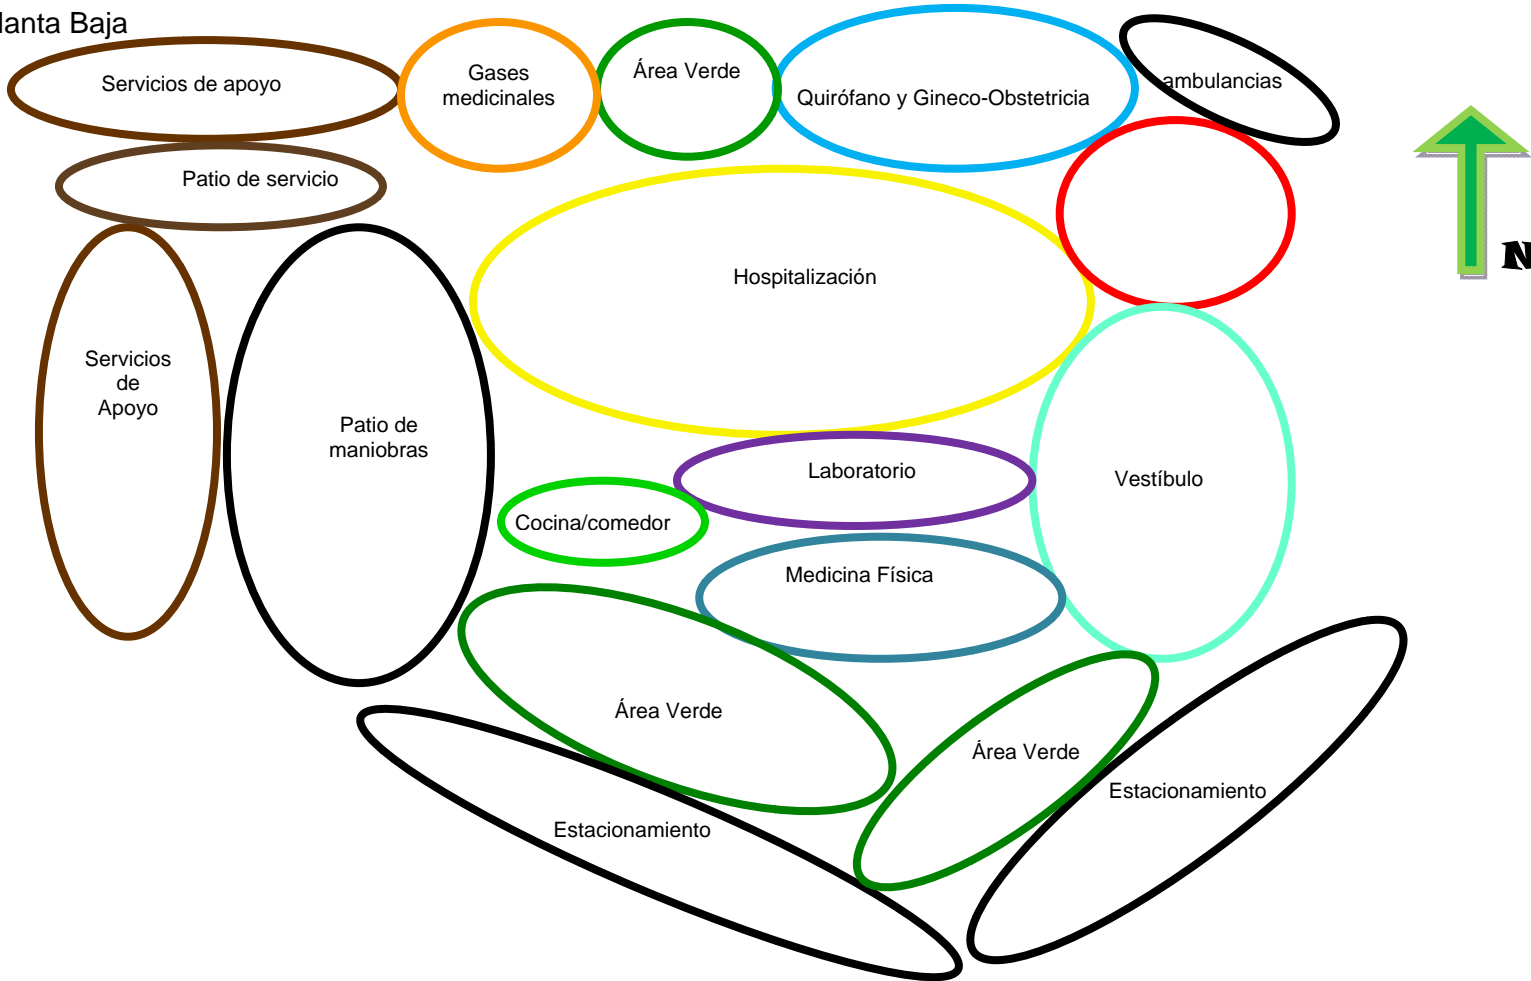 lanta Baja
Servicios de apoyo
Gases
medicinales
Área Verde
Quirófano y Gineco-Obstetricia
ambulancias
Patio de servicio
N
Hospitalización
Servicios
de
Apoyo
Patio de
maniobras
Laboratorio
Vestíbulo
Cocina/comedor
Medicina Física
Área Verde
Área Verde
Estacionamiento
Estacionamiento